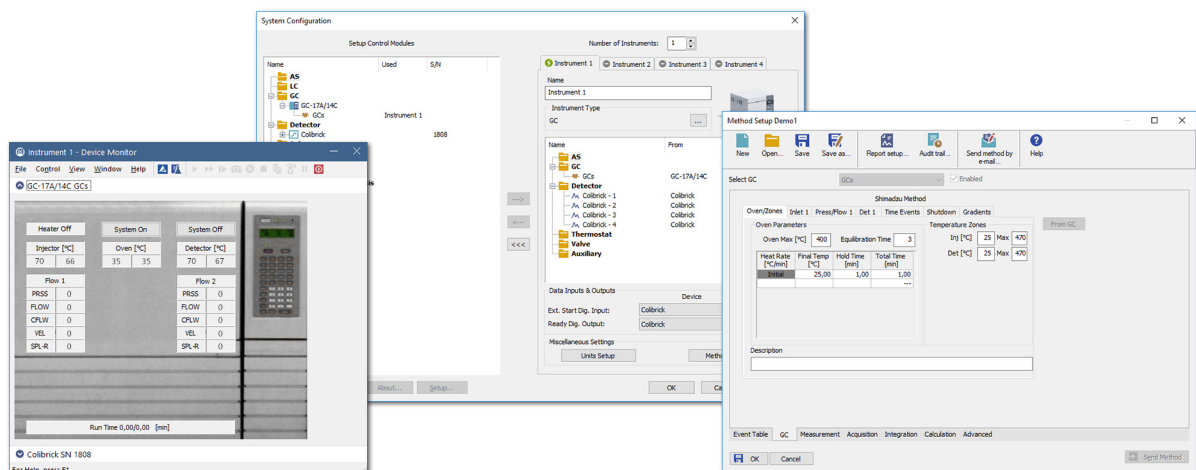 System Configuration
Setup Control Modules
Number of Instruments: 1
Name Used S/N
AS
LC
GC
GC-17A/14C
GCs Instrument 1
Detector
Colibrick 1808
Instrument 1 Instrument 2 Instrument 3 Instrument 4
Name
Instrument 1
Instrument Type
GC ...
Name From
AS
GC
GCs GC-17A/14C
Detector
Colibrick - 1 Colibrick
Colibrick - 2 Colibrick
Colibrick - 3 Colibrick
Colibrick - 4 Colibrick
Thermostat
Valve
Auxiliary
--->
<---
<<<
Data Inputs & Outputs
Device
Ext. Start Dig. Input: Colibrick
Ready Dig. Output: Colibrick
Miscellaneous Settings
Units Setup Metho
About... Setup... OK Ca
Instrument 1 - Device Monitor
File Control View Window Help
GC-17A/14C GCs
Heater Off System On System Off
Injector [°C] Oven [°C] Detector [°C]
70 66 35 35 70 67
Flow 1 Flow 2
PRSS 0 PRSS 0
FLOW 0 FLOW 0
CFLW 0 CFLW 0
VEL 0 VEL 0
SPL-R 0 SPL-R 0
Run Time 0,00/0,00 [min]
Colibrick SN 1808
For Help, press F1
Method Setup Demo1
New Open... Save Save as... Report setup... Audit trail... Send method by e-mail... Help
Select GC GCs Enabled
Shimadzu Method
Oven/Zones Inlet 1 Press/Flow 1 Det 1 Time Events Shutdown Gradients
From GC
Oven Parameters Temperature Zones
Oven Max [°C] 400 Equilibration Time 3
Inj [°C] 25 Max 470
Det [°C] 25 Max 470
Heat Rate Final Temp Hold Time Total Time
[°C/min] [°C] [min] [min]
Initial 25,00 1,00 1,00
---
Description
Event Table GC Measurement Acquisition Integration Calculation Advanced
OK Cancel Send Method